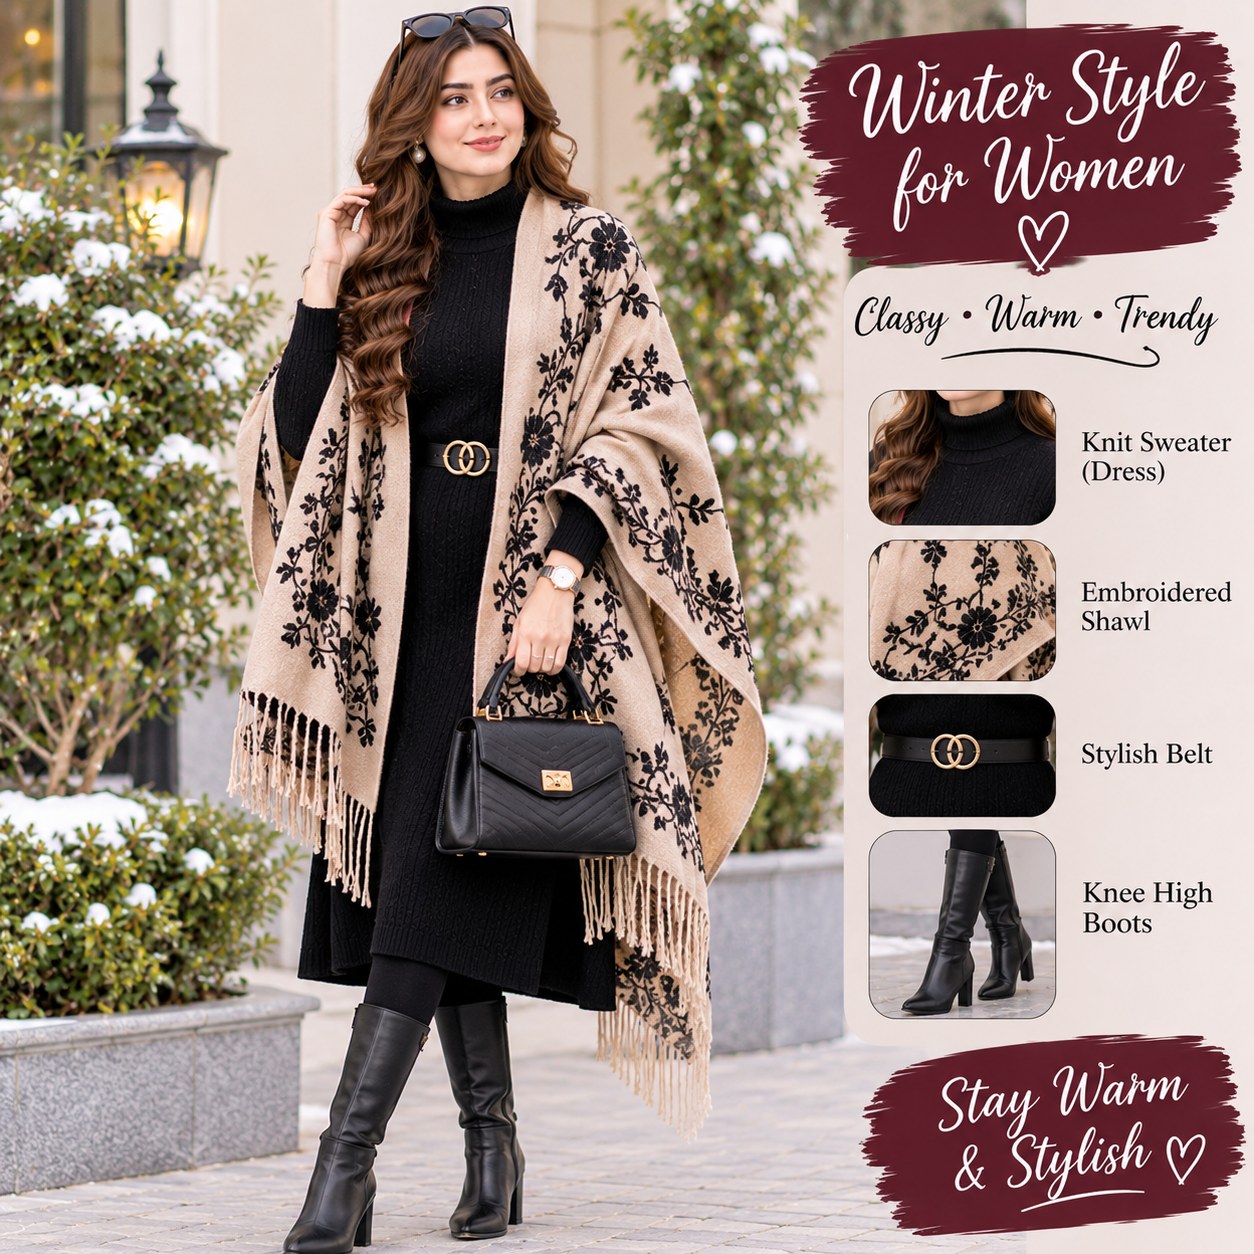 Winter Style
for Women
Classy • Warm • Trendy
Knit Sweater
(Dress)
Embroidered
Shawl
Stylish Belt
Knee High
Boots
Stay Warm
& Stylish